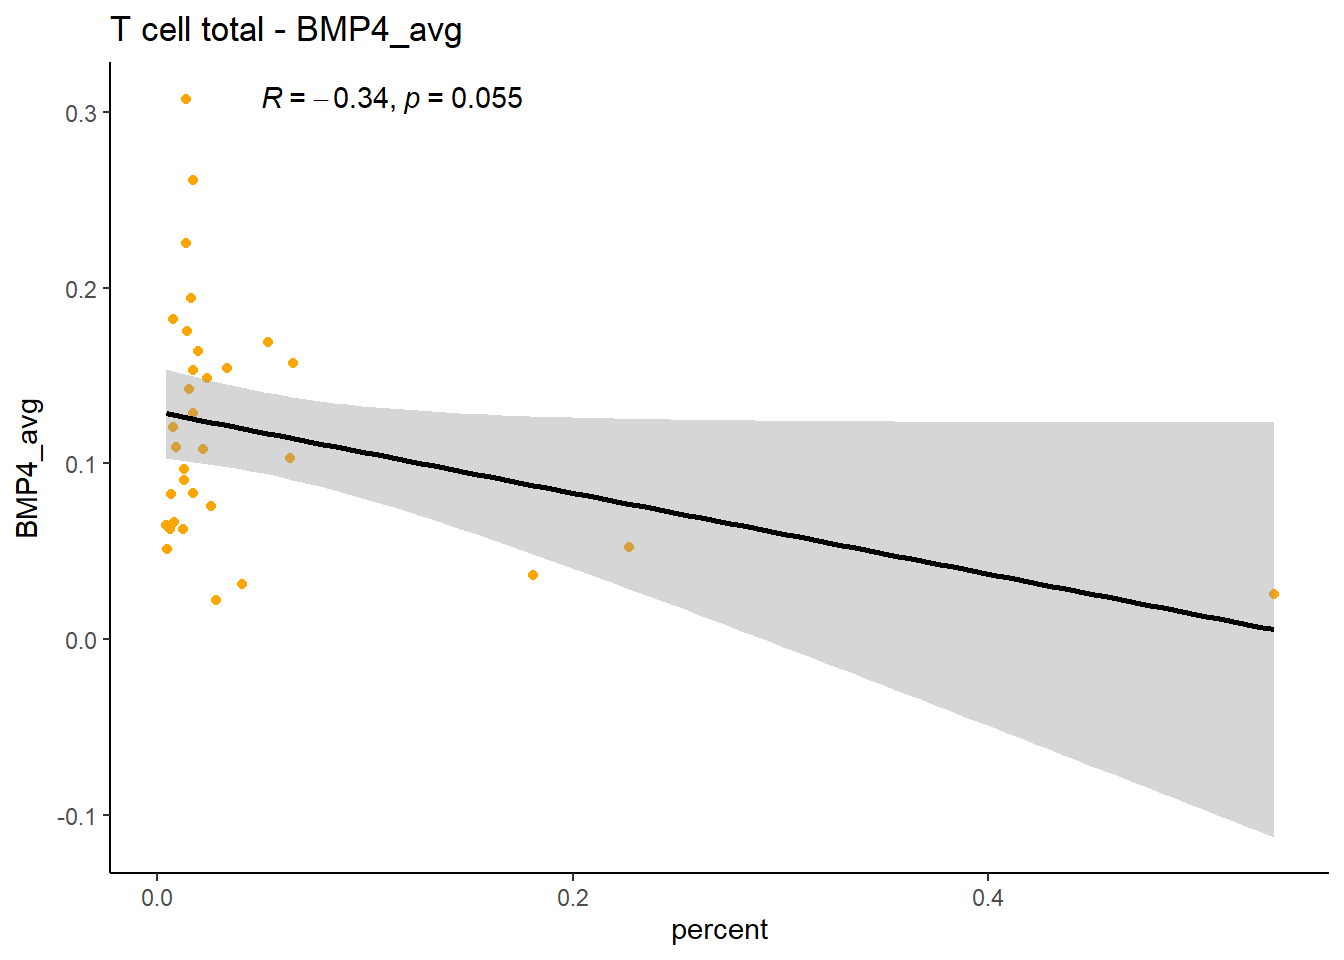 T cell total - BMP4_avg
R = −0.34, p = 0.055
0.3
0.2
0.1
0.0
-0.1
BMP4_avg
0.0 0.2 0.4
percent